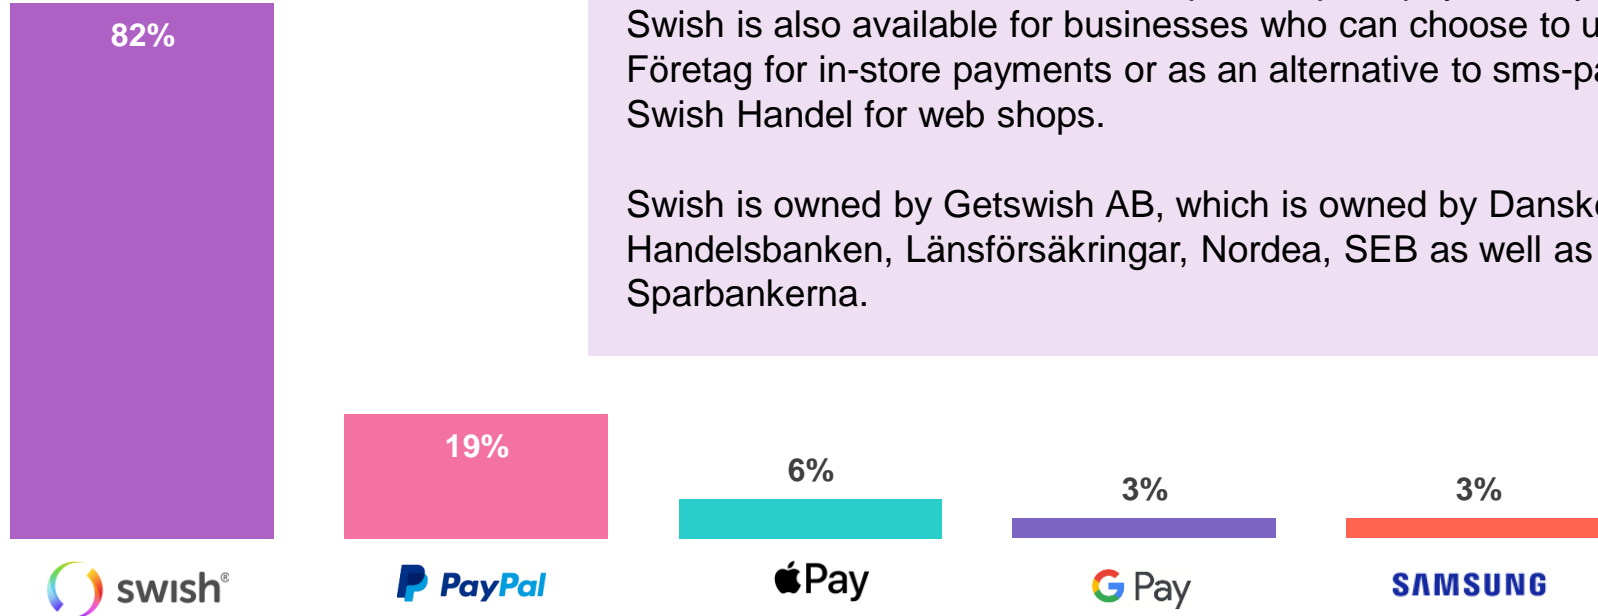 82%
Swish is also available for businesses who can choose to u
Företag for in-store payments or as an alternative to sms-pa
Swish Handel for web shops.
Swish is owned by Getswish AB, which is owned by Danske
Handelsbanken, Länsförsäkringar, Nordea, SEB as well as
Sparbankerna.
19%
6%
3%
3%
swish®
PayPal
Pay
G Pay
SAMSUNG